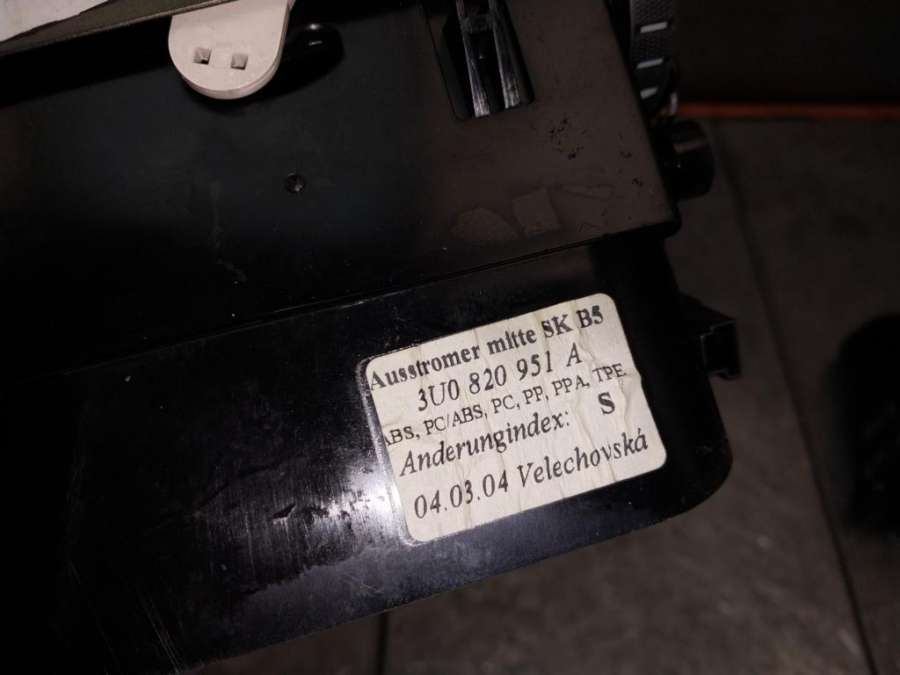 Ausstromer mitte SK B5
3U0 820 951 A
ABS, PC/ABS, PC, PP, PPA, TPE
Anderungindex: S
04.03.04 Velechovská